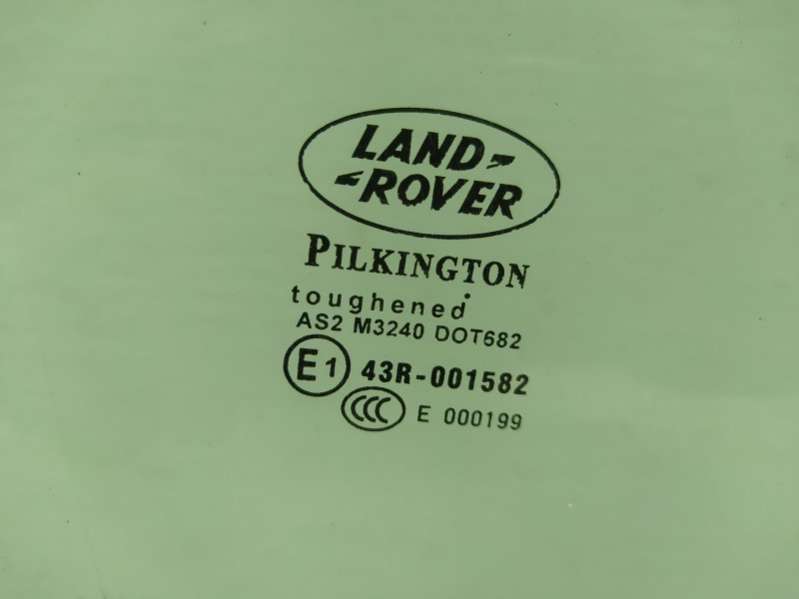 LAND-
-ROVER
PILKINGTON
toughened
AS2 M3240 DOT682
E1 43R-001582
CCC E 000199